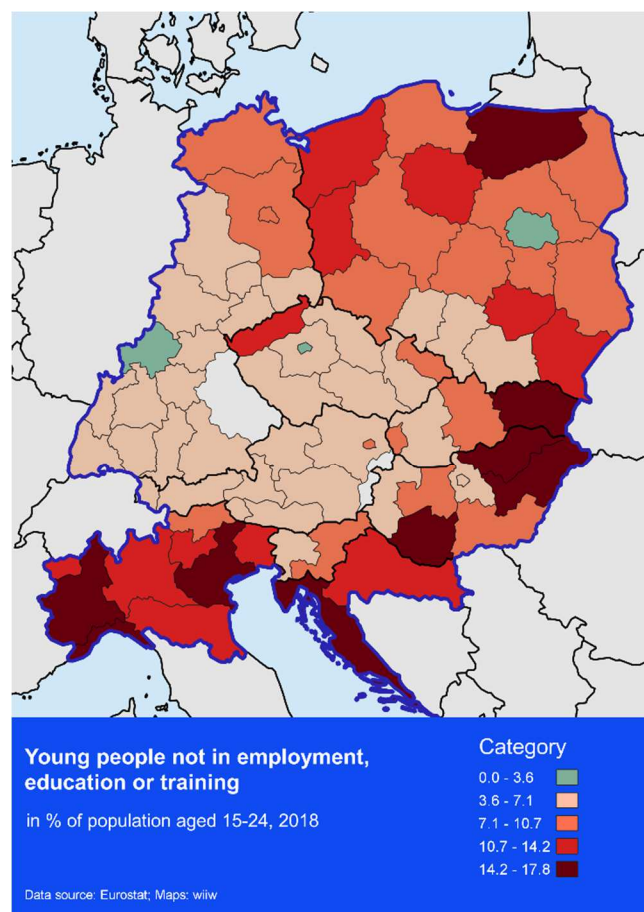 Young people not in employment,
education or training
in % of population aged 15-24, 2018
Data source: Eurostat; Maps: wiiw
Category
0.0 - 3.6
3.6 - 7.1
7.1 - 10.7
10.7 - 14.2
14.2 - 17.8